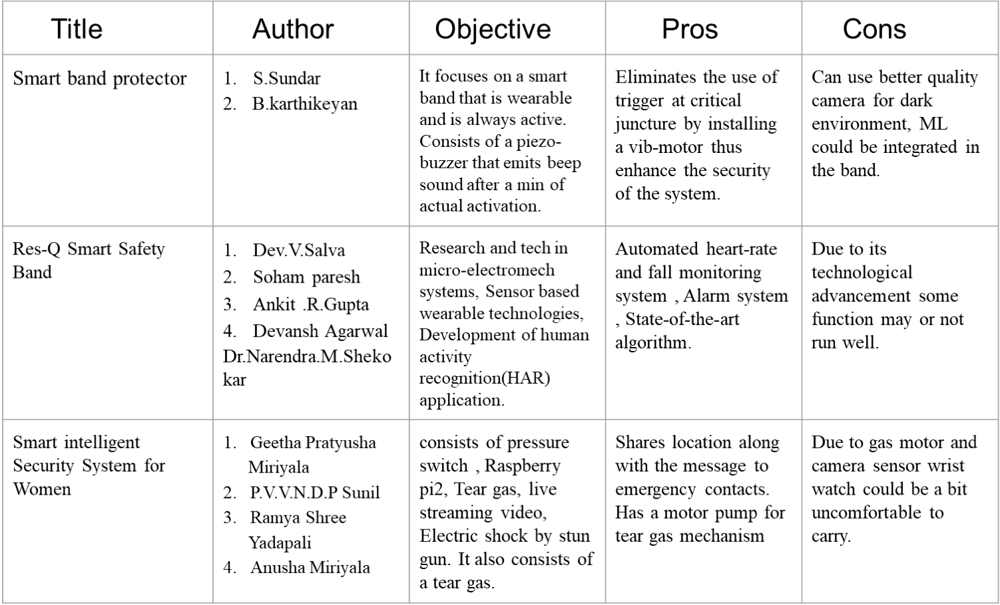 Title
Author
Objective
Pros
Cons
Smart band protector
1. S.Sundar
2. B.karthikeyan
It focuses on a smart
band that is wearable
and is always active.
Consists of a piezo-
buzzer that emits beep
sound after a min of
actual activation.
Eliminates the use of
trigger at critical
juncture by installing
a vib-motor thus
enhance the security
of the system.
Can use better quality
camera for dark
environment, ML
could be integrated in
the band.
Res-Q Smart Safety
Band
1. Dev.V.Salva
2. Soham paresh
3. Ankit .R.Gupta
4. Devansh Agarwal
Dr.Narendra.M.Sheko
kar
Research and tech in
micro-electromech
systems, Sensor based
wearable technologies,
Development of human
activity
recognition(HAR)
application.
Automated heart-rate
and fall monitoring
system , Alarm system
, State-of-the-art
algorithm.
Due to its
technological
advancement some
function may or not
run well.
Smart intelligent
Security System for
Women
1. Geetha Pratyusha
Miriyala
2. P.V.V.N.D.P Sunil
3. Ramya Shree
Yadapali
4. Anusha Miriyala
consists of pressure
switch , Raspberry
pi2, Tear gas, live
streaming video,
Electric shock by stun
gun. It also consists of
a tear gas.
Shares location along
with the message to
emergency contacts.
Has a motor pump for
tear gas mechanism
Due to gas motor and
camera sensor wrist
watch could be a bit
uncomfortable to
carry.